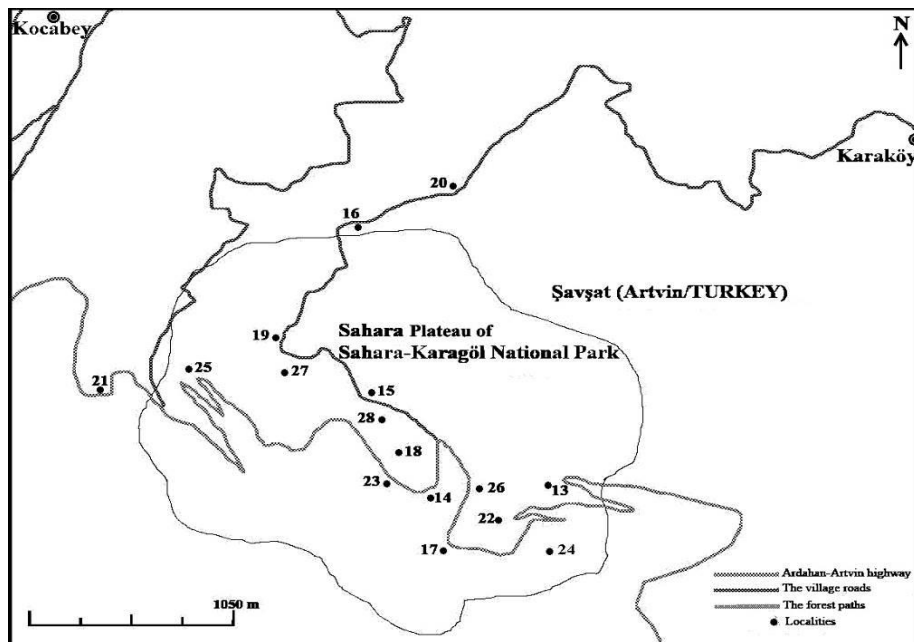 Kocabey
N
Karaköy
20
16
Şavşat (Artvin/TURKEY)
19
Sahara Plateau of
Sahara-Karagöl National Park
27
25
21
15
28
18
23
14
26
13
22
17
24
Ardahan-Artvin highway
The village roads
The forest paths
Localities
1050 m